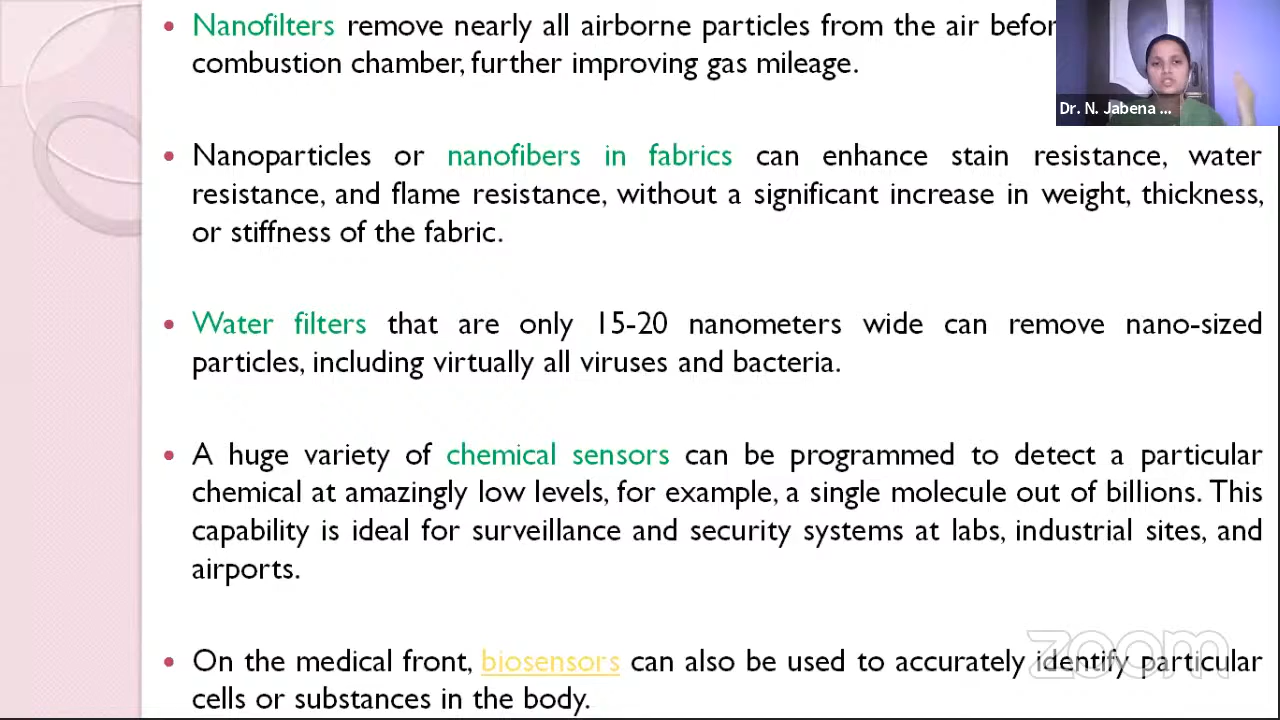 Nanofilters remove nearly all airborne particles from the air befor
combustion chamber, further improving gas mileage.
Dr. N. Jabena ...
Nanoparticles or nanofibers in fabrics can enhance stain resistance, water
resistance, and flame resistance, without a significant increase in weight, thickness,
or stiffness of the fabric.
Water filters that are only 15-20 nanometers wide can remove nano-sized
particles, including virtually all viruses and bacteria.
A huge variety of chemical sensors can be programmed to detect a particular
chemical at amazingly low levels, for example, a single molecule out of billions. This
capability is ideal for surveillance and security systems at labs, industrial sites, and
airports.
On the medical front, biosensors can also be used to accurately identify particular
cells or substances in the body.
zoom